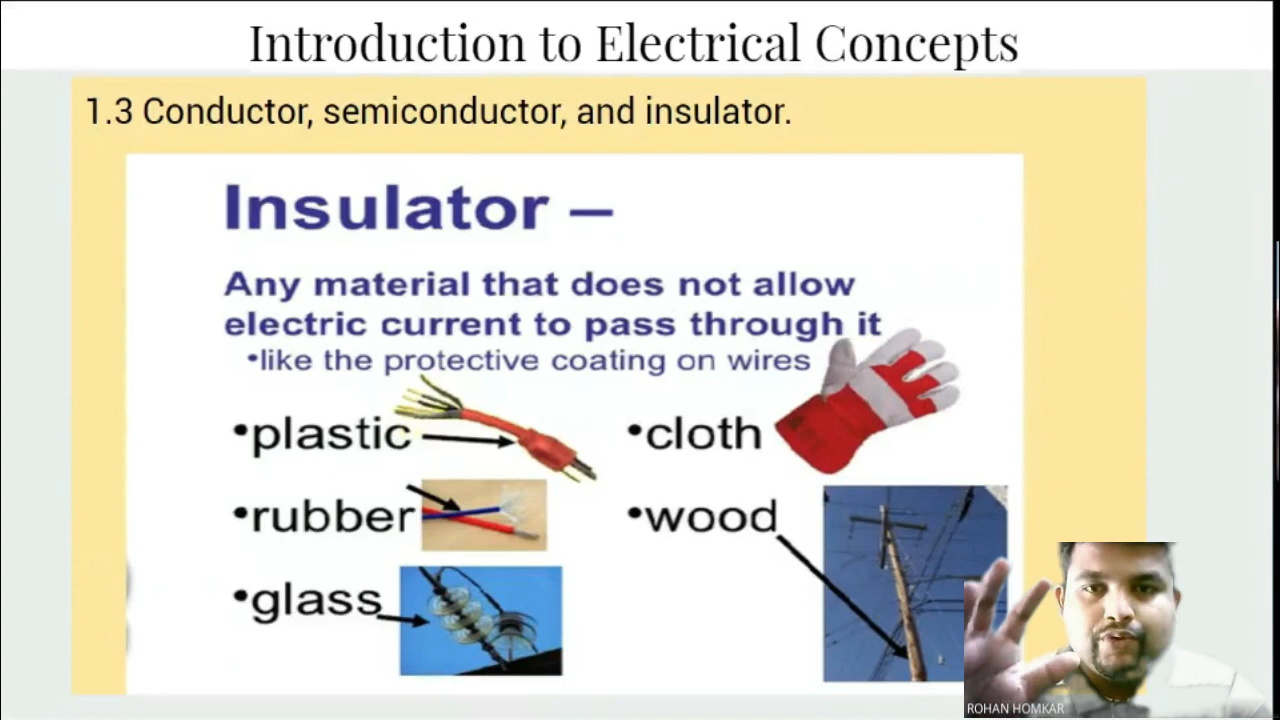 Introduction to Electrical Concepts
1.3 Conductor, semiconductor, and insulator.
Insulator –
Any material that does not allow
electric current to pass through it
•like the protective coating on wires
•plastic
•cloth
•rubber
•wood
•glass
ROHAN HOMKAR